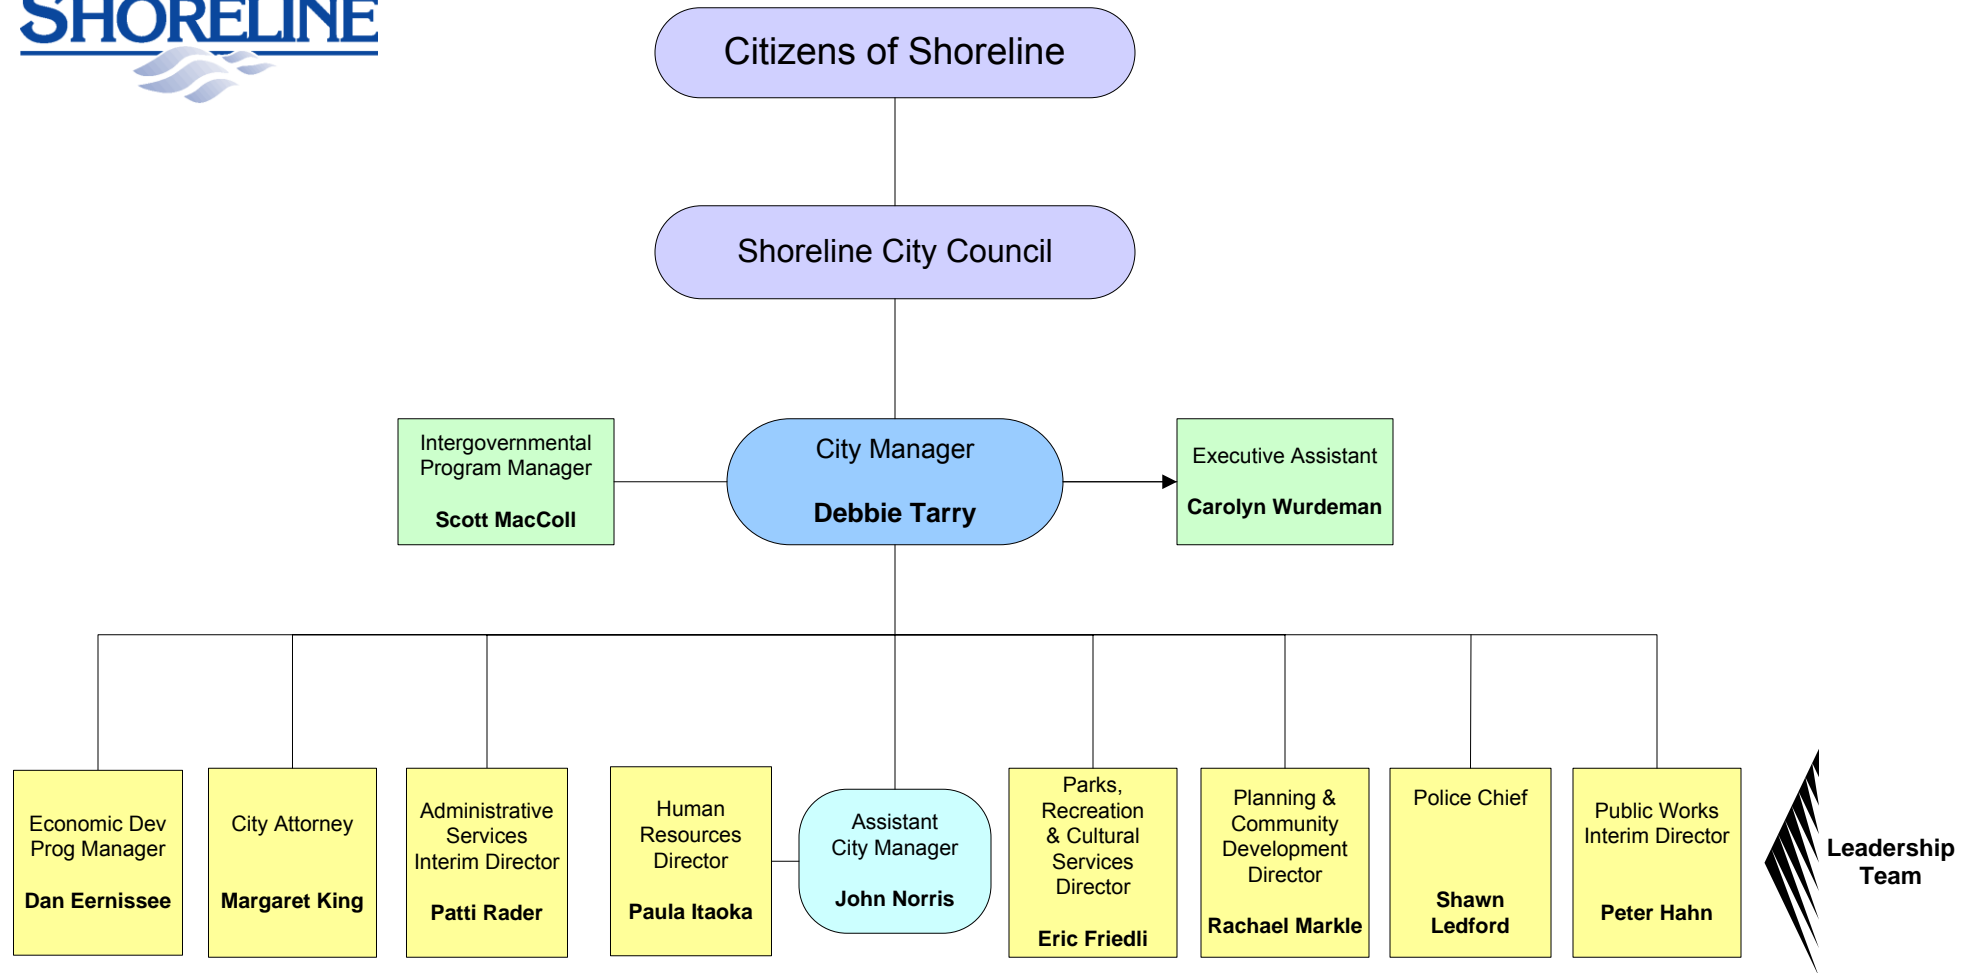 SHORELINE
Citizens of Shoreline
Shoreline City Council
Intergovernmental
Program Manager
Scott MacColl
City Manager
Debbie Tarry
Executive Assistant
Carolyn Wurdeman
Economic Dev
Prog Manager
Dan Eernissee
City Attorney
Margaret King
Administrative
Services
Interim Director
Patti Rader
Human
Resources
Director
Paula Itaoka
Assistant
City Manager
John Norris
Parks,
Recreation
& Cultural
Services
Director
Eric Friedli
Planning &
Community
Development
Director
Rachael Markle
Police Chief
Shawn
Ledford
Public Works
Interim Director
Peter Hahn
Leadership
Team